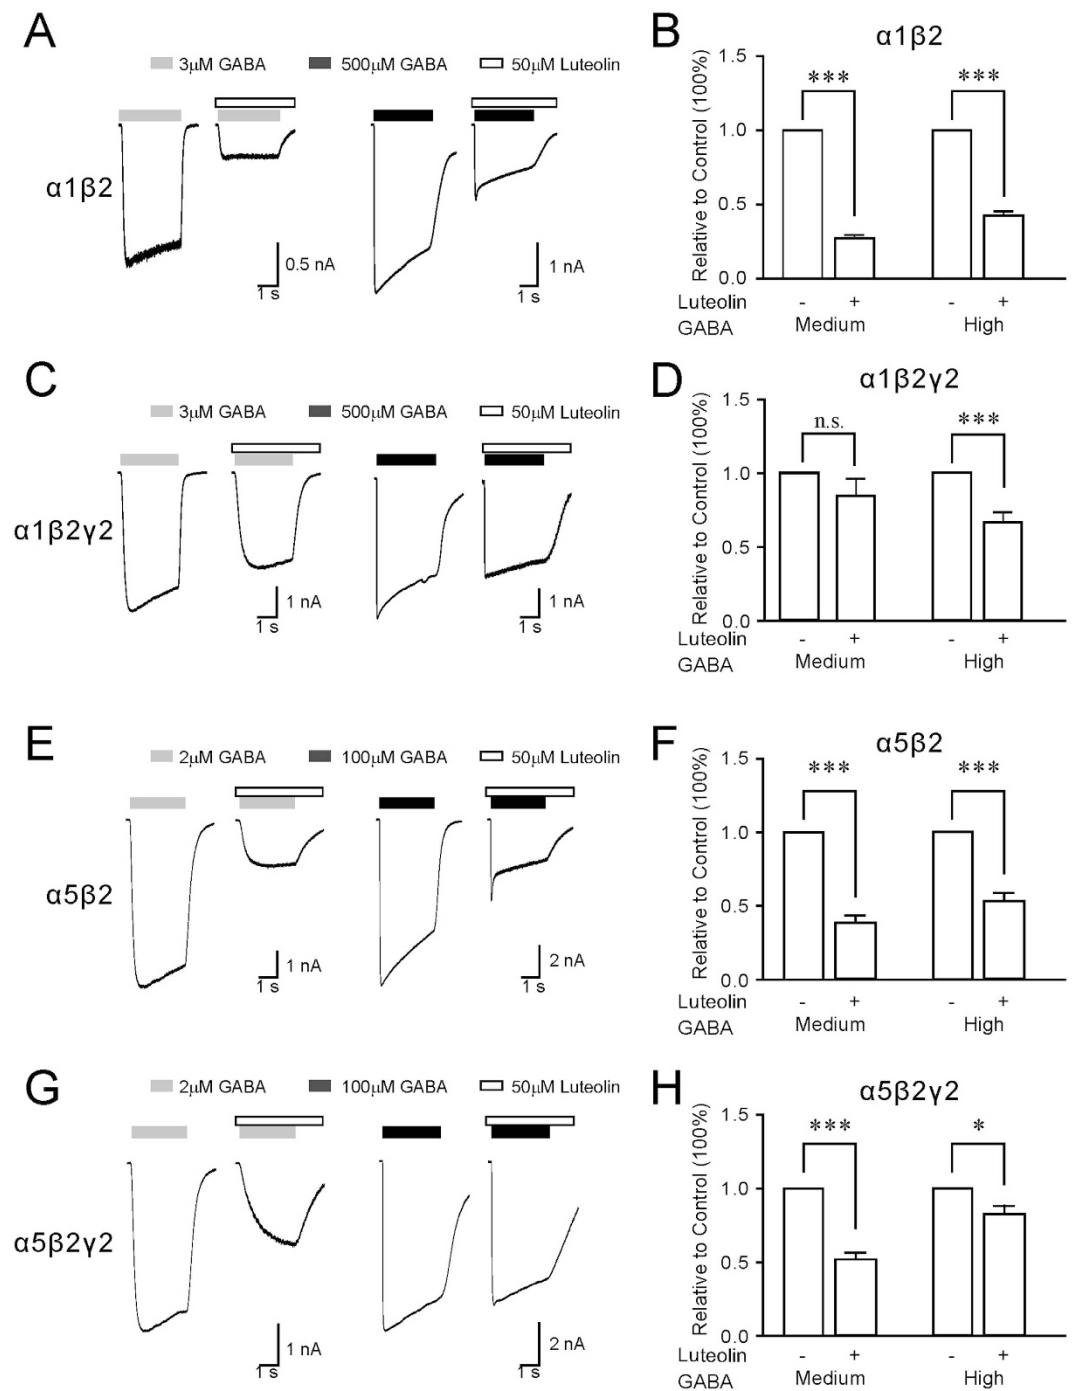 A
3μM GABA 500μM GABA 50μM Luteolin
α1β2
0.5 nA
1 s
1 nA
1 s
B
α1β2
Relative to Control (100%)
1.5
*** ***
1.0
0.5
0.0
Luteolin - + - +
GABA Medium High
C
3μM GABA 500μM GABA 50μM Luteolin
α1β2γ2
1 nA
1 s
1 nA
1 s
D
α1β2γ2
Relative to Control (100%)
1.5
n.s. ***
1.0
0.5
0.0
Luteolin - + - +
GABA Medium High
E
2μM GABA 100μM GABA 50μM Luteolin
α5β2
1 nA
1 s
2 nA
1 s
F
α5β2
Relative to Control (100%)
1.5
*** ***
1.0
0.5
0.0
Luteolin - + - +
GABA Medium High
G
2μM GABA 100μM GABA 50μM Luteolin
α5β2γ2
1 nA
1 s
2 nA
1 s
H
α5β2γ2
Relative to Control (100%)
1.5
*** *
1.0
0.5
0.0
Luteolin - + - +
GABA Medium High